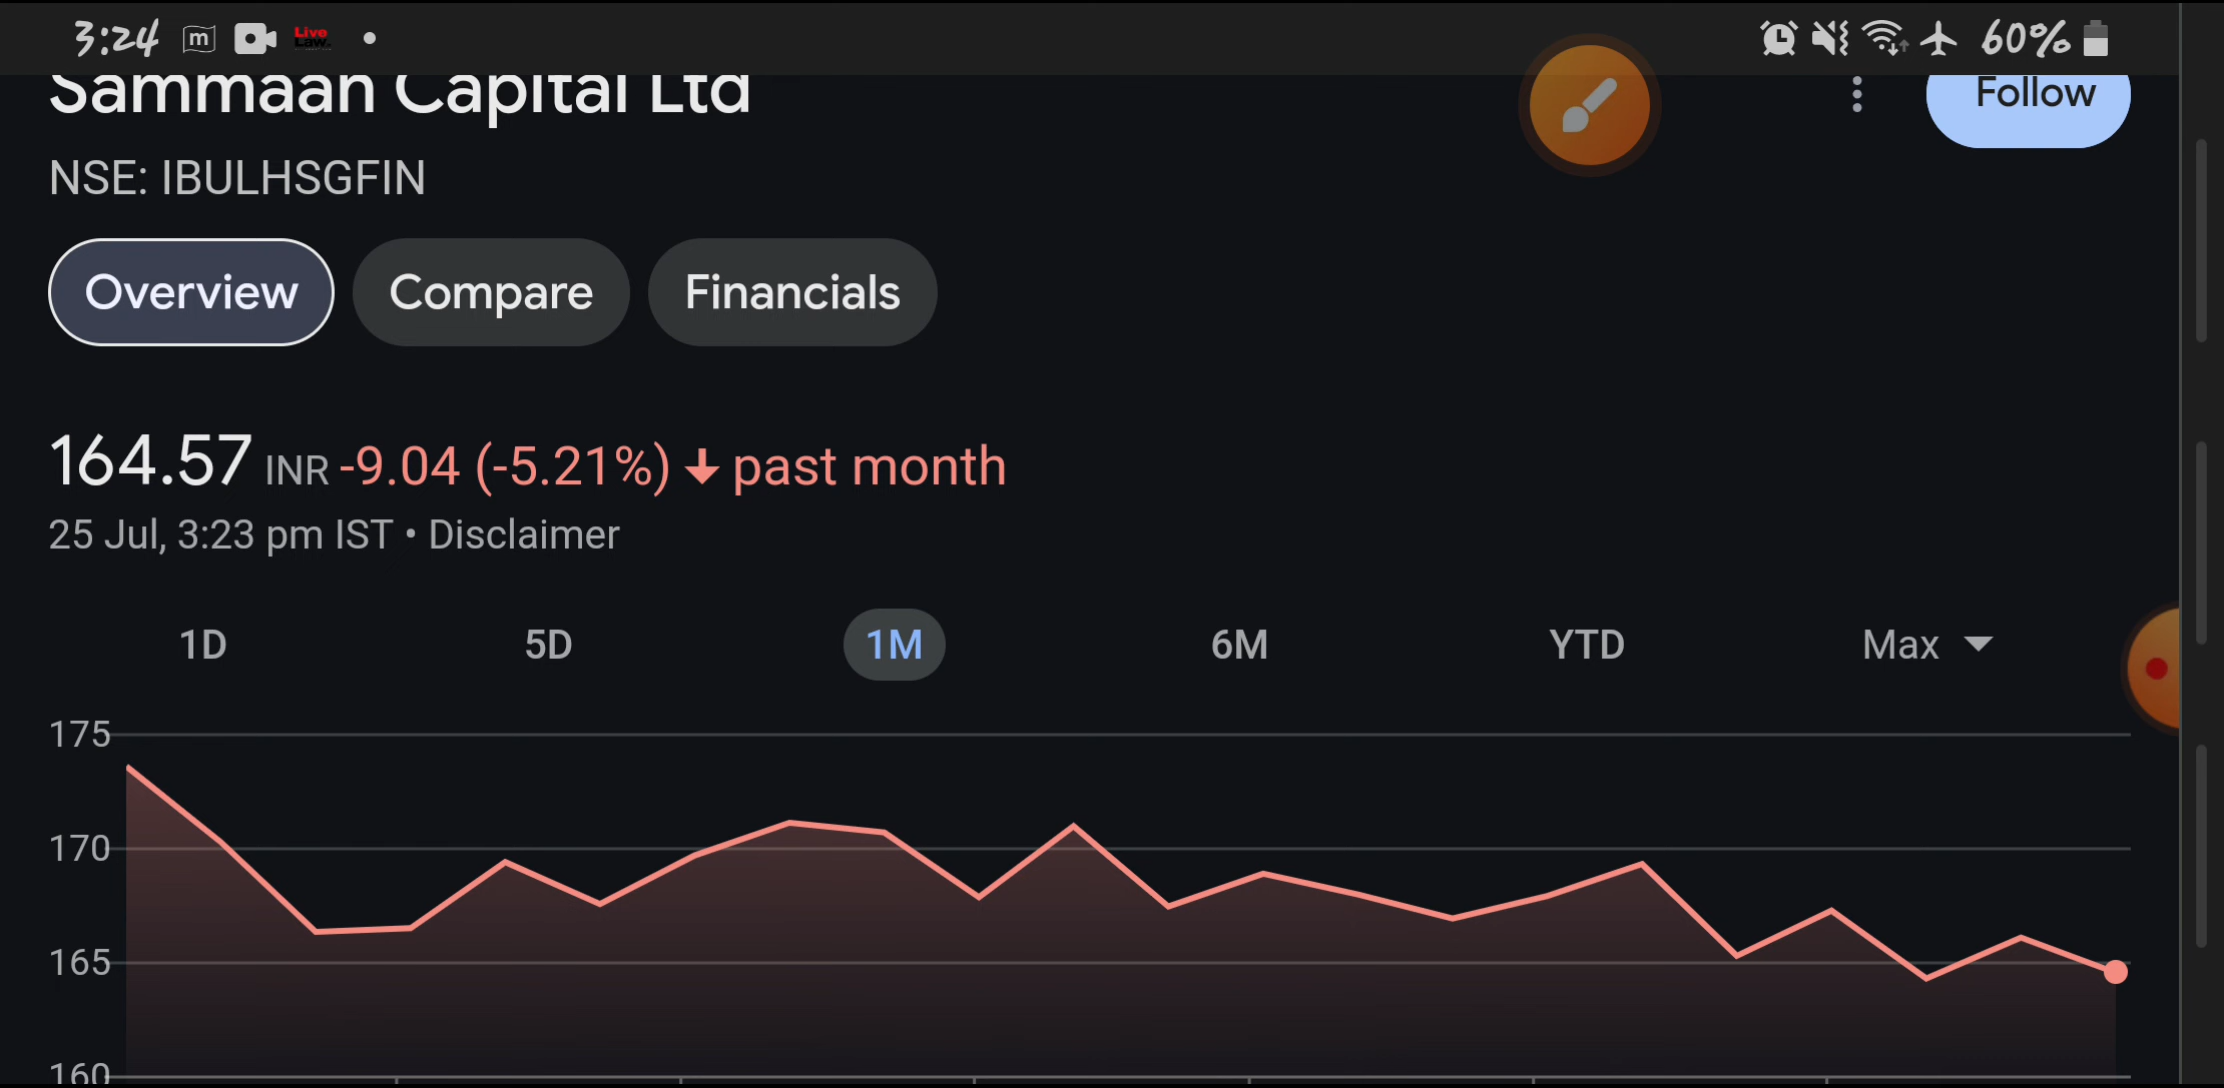 3:24 m Live Law. 60%
Sammaan Capital Ltd
Follow
NSE: IBULHSGFIN
Overview Compare Financials
164.57 INR -9.04 (-5.21%) ↓ past month
25 Jul, 3:23 pm IST • Disclaimer
1D 5D 1M 6M YTD Max
175
170
165
160